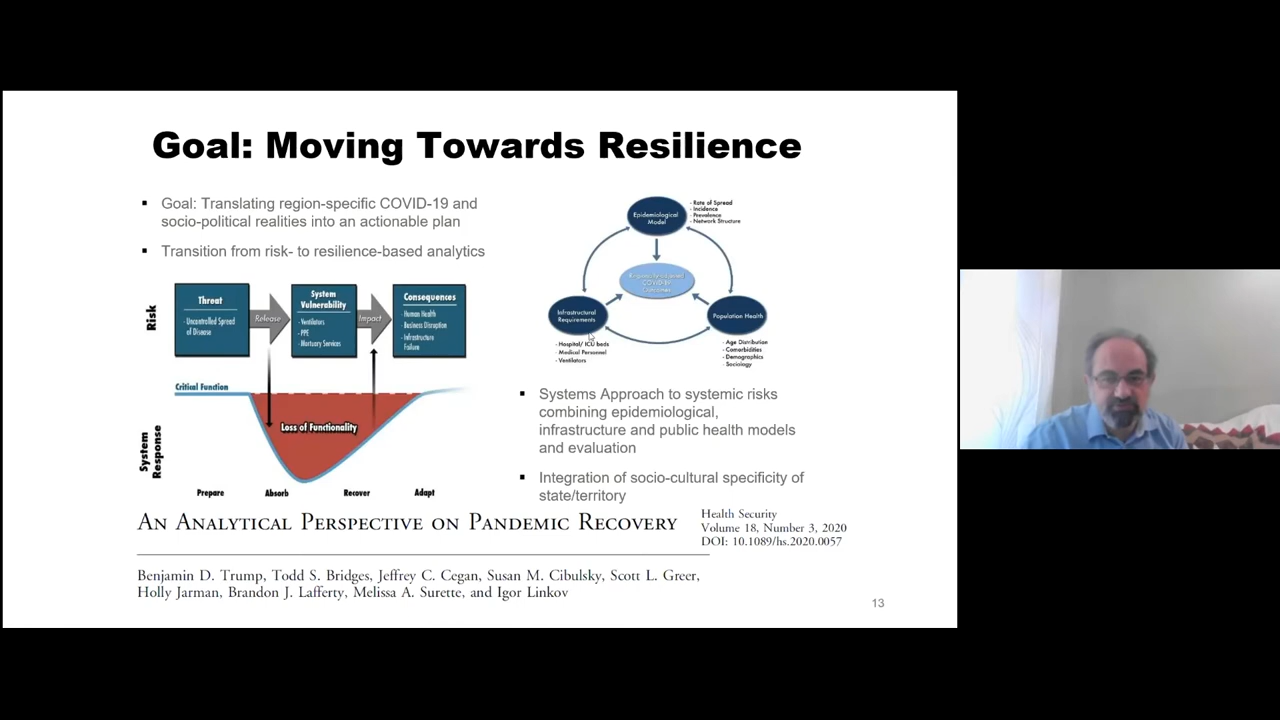 Goal: Moving Towards Resilience
▪ Goal: Translating region-specific COVID-19 and
socio-political realities into an actionable plan
▪ Transition from risk- to resilience-based analytics
Risk
Threat
- Uncontrolled Spread
of Disease
Release
System
Vulnerability
- Ventilators
- PPE
- Mortuary Services
Impact
Consequences
- Human Health
- Business Disruption
- Infrastructure
Failure
Critical Function
System
Response
Loss of Functionality
Prepare Absorb Recover Adapt
Epidemiological
Model
- Rate of Spread
- Incidence
- Prevalence
- Network Structure
COVID-19
Outcomes
Infrastructural
Requirements
- Hospital/ ICU beds
- Medical Personnel
- Ventilators
Population Health
- Age Distribution
- Comorbidities
- Demographics
- Sociology
▪ Systems Approach to systemic risks
combining epidemiological,
infrastructure and public health models
and evaluation
▪ Integration of socio-cultural specificity of
state/territory
An Analytical Perspective on Pandemic Recovery
Health Security
Volume 18, Number 3, 2020
DOI: 10.1089/hs.2020.0057
Benjamin D. Trump, Todd S. Bridges, Jeffrey C. Cegan, Susan M. Cibulsky, Scott L. Greer,
Holly Jarman, Brandon J. Lafferty, Melissa A. Surette, and Igor Linkov
13